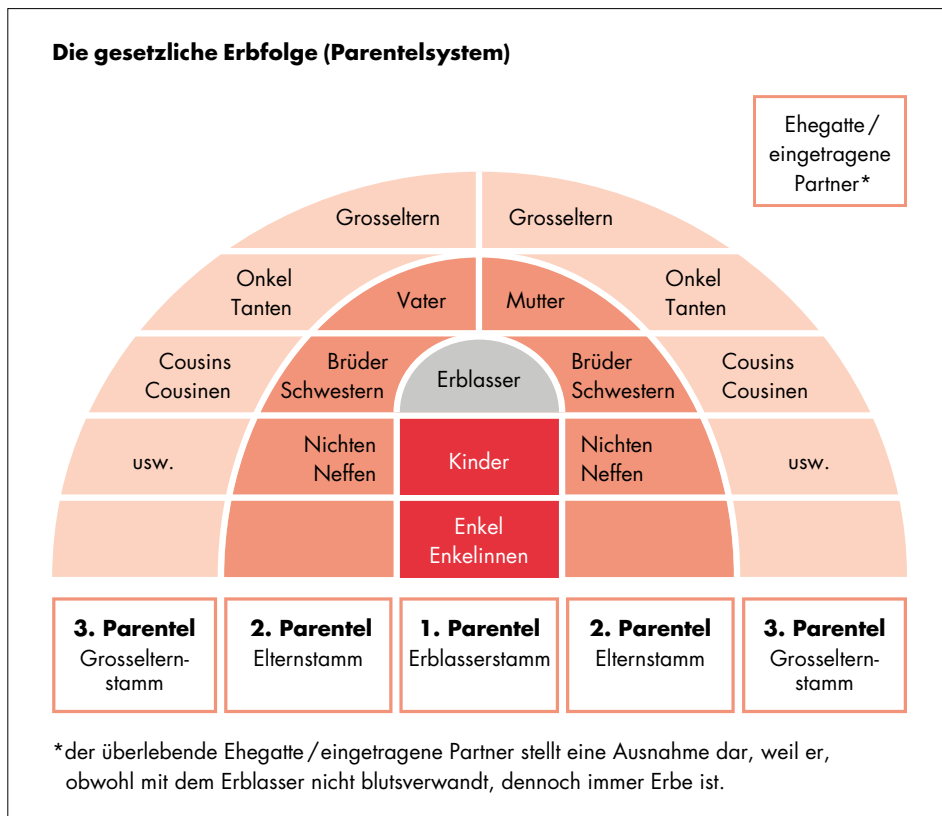 Die gesetzliche Erbfolge (Parentelsystem)
Ehegatte /
eingetragene
Partner*
Grosseltern
Grosseltern
Onkel
Tanten
Vater
Mutter
Onkel
Tanten
Cousins
Cousinen
Brüder
Schwestern
Erblasser
Brüder
Schwestern
Cousins
Cousinen
usw.
Nichten
Neffen
Kinder
Nichten
Neffen
usw.
Enkel
Enkelinnen
3. Parentel
Grosseltern-
stamm
2. Parentel
Elternstamm
1. Parentel
Erblasserstamm
2. Parentel
Elternstamm
3. Parentel
Grosseltern-
stamm
*der überlebende Ehegatte / eingetragene Partner stellt eine Ausnahme dar, weil er,
obwohl mit dem Erblasser nicht blutsverwandt, dennoch immer Erbe ist.